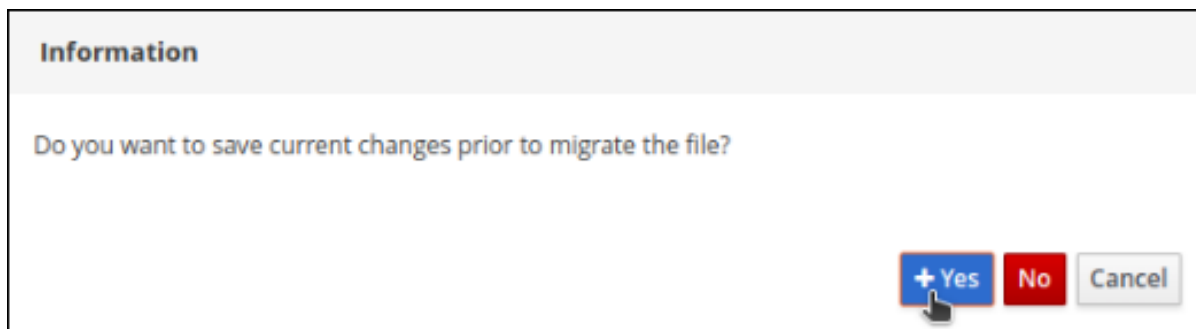 Information
Do you want to save current changes prior to migrate the file?
+ Yes No Cancel